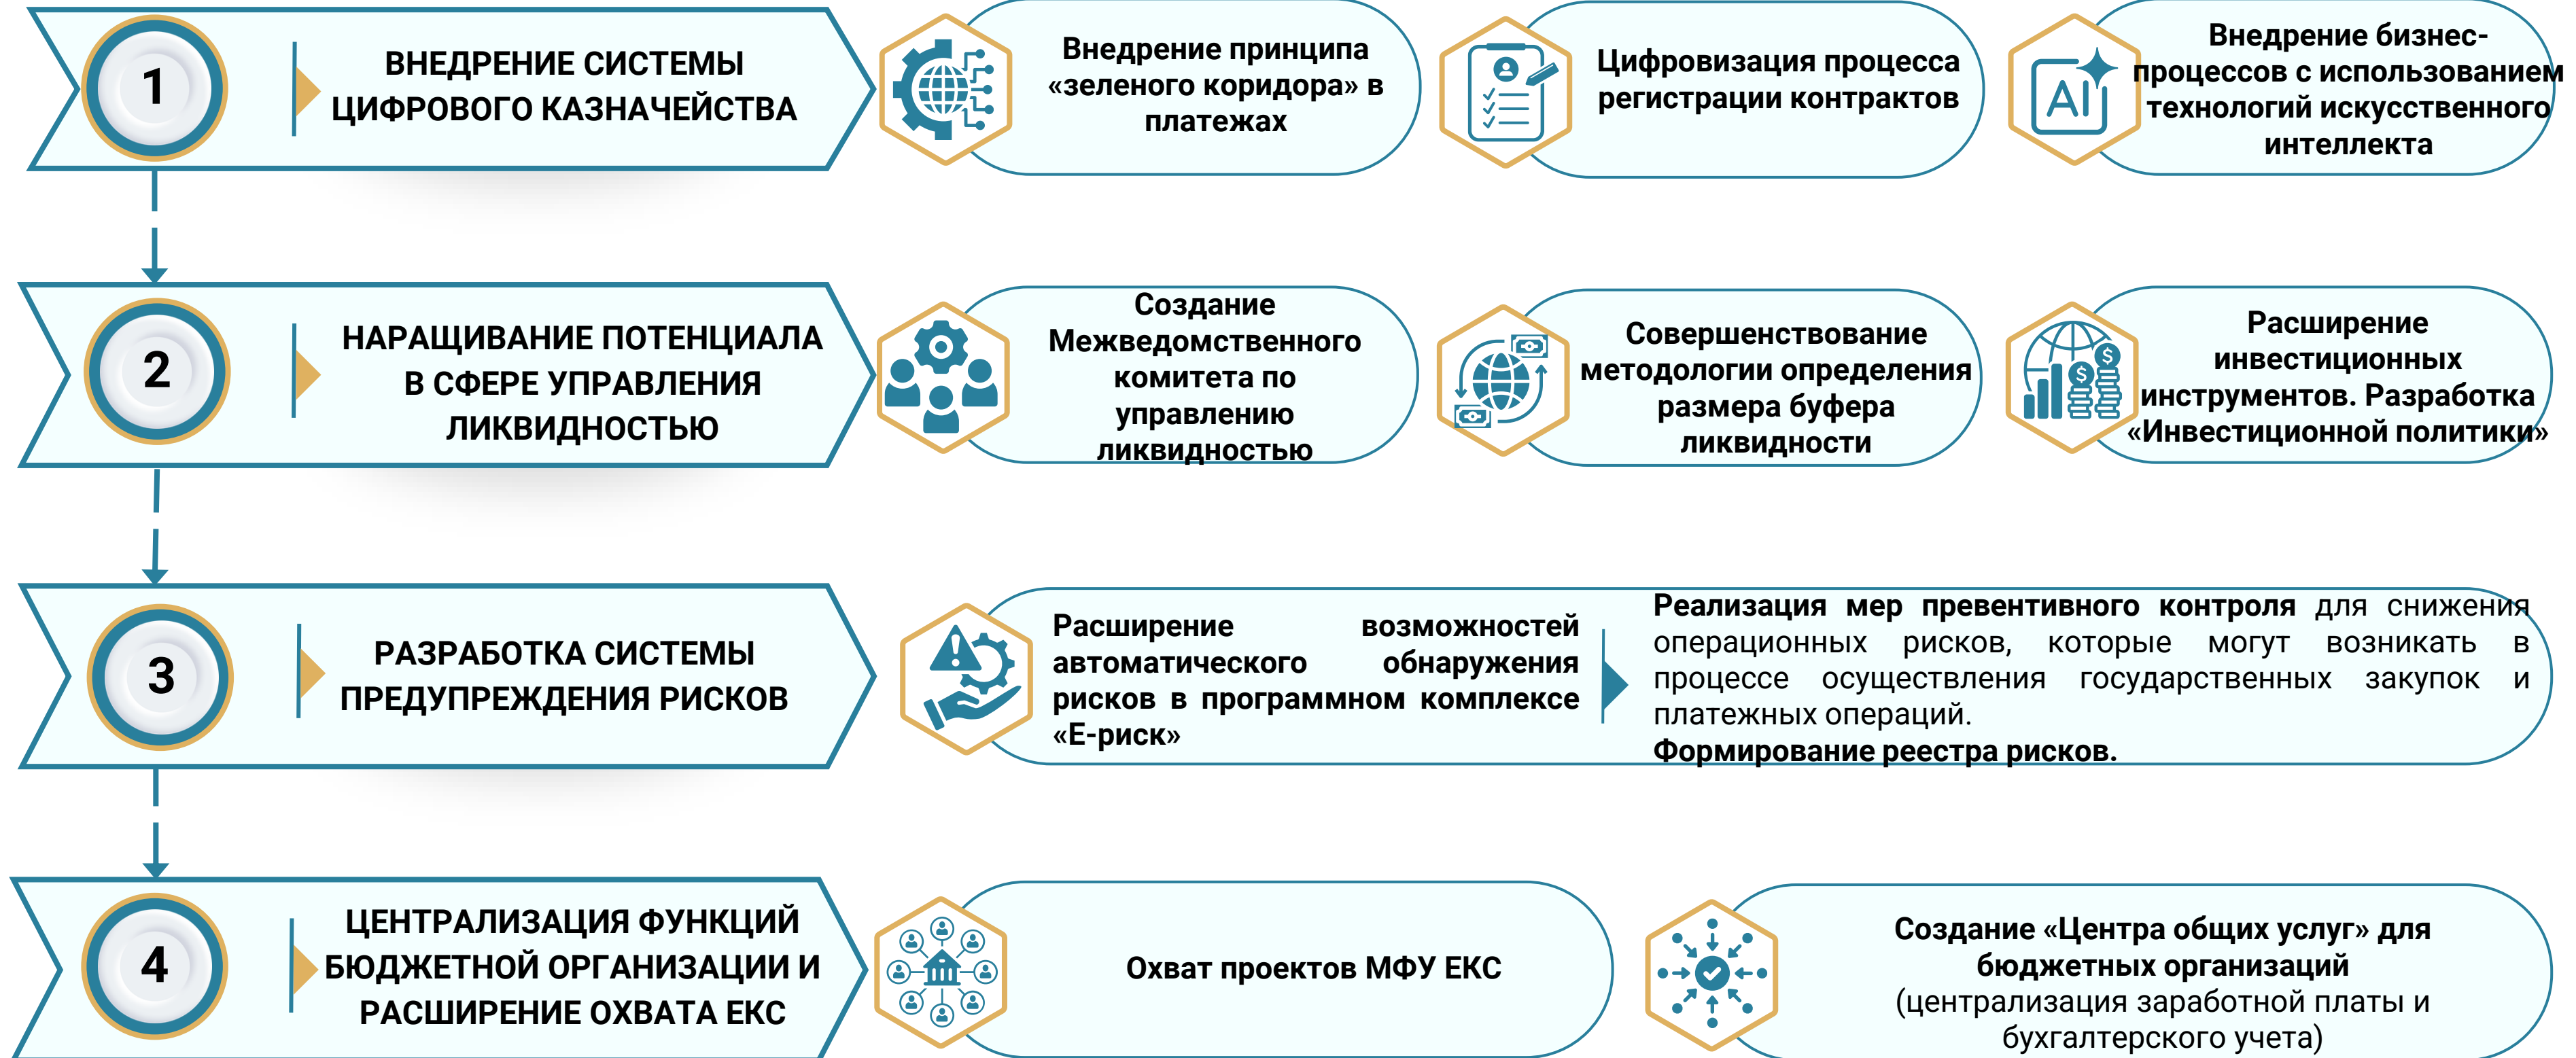 1
ВНЕДРЕНИЕ СИСТЕМЫ
ЦИФРОВОГО КАЗНАЧЕЙСТВА
Внедрение принципа
«зеленого коридора» в
платежах
Цифровизация процесса
регистрации контрактов
AI
Внедрение бизнес-
процессов с использованием
технологий искусственного
интеллекта
2
НАРАЩИВАНИЕ ПОТЕНЦИАЛА
В СФЕРЕ УПРАВЛЕНИЯ
ЛИКВИДНОСТЬЮ
Создание
Межведомственного
комитета по
управлению
ликвидностью
Совершенствование
методологии определения
размера буфера
ликвидности
$
$
Расширение
инвестиционных
инструментов. Разработка
«Инвестиционной политики»
3
РАЗРАБОТКА СИСТЕМЫ
ПРЕДУПРЕЖДЕНИЯ РИСКОВ
Расширение возможностей
автоматического обнаружения
рисков в программном комплексе
«Е-риск»
Реализация мер превентивного контроля для снижения
операционных рисков, которые могут возникать в
процессе осуществления государственных закупок и
платежных операций.
Формирование реестра рисков.
4
ЦЕНТРАЛИЗАЦИЯ ФУНКЦИЙ
БЮДЖЕТНОЙ ОРГАНИЗАЦИИ И
РАСШИРЕНИЕ ОХВАТА ЕКС
Охват проектов МФУ ЕКС
Создание «Центра общих услуг» для
бюджетных организаций
(централизация заработной платы и
бухгалтерского учета)